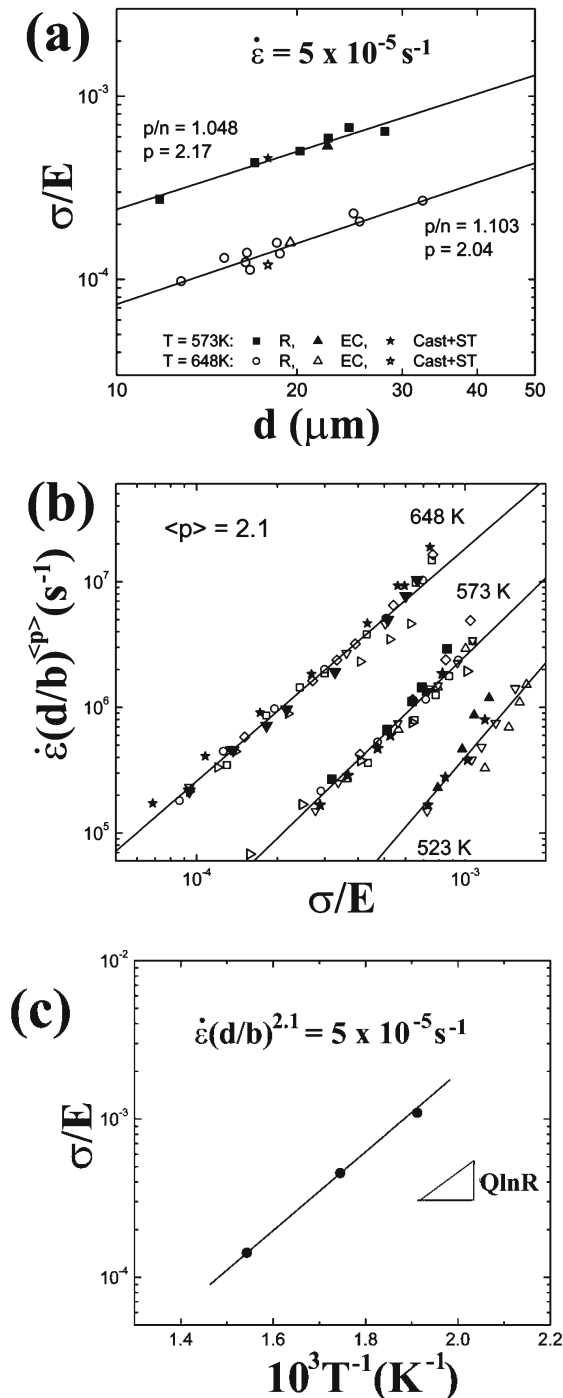 (a)
ε̇ = 5 x 10⁻⁵ s⁻¹
10⁻³
p/n = 1.048
p = 2.17
σ/E
p/n = 1.103
p = 2.04
10⁻⁴
T = 573K: ■ R, ▲ EC, ★ Cast+ST
T = 648K: ○ R, △ EC, ☆ Cast+ST
10 20 30 40 50
d (μm)
(b)
<p> = 2.1
648 K
10⁷
573 K
ε̇(d/b)^<p>(s⁻¹)
10⁶
10⁵
523 K
10⁻⁴ 10⁻³
σ/E
(c)
10⁻²
ε̇(d/b)^2.1 = 5 x 10⁻⁵ s⁻¹
σ/E
10⁻³
QlnR
10⁻⁴
1.4 1.6 1.8 2.0 2.2
10³T⁻¹(K⁻¹)